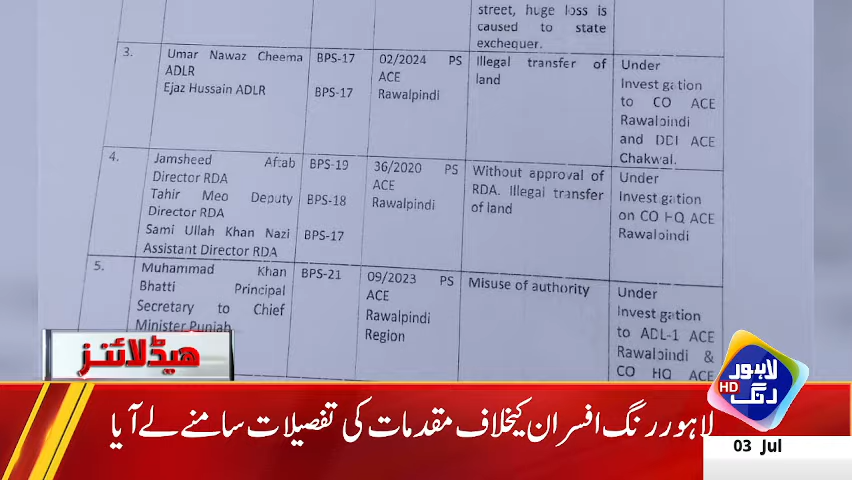 street, huge loss is
caused to state
exchequer.
3. Umar Nawaz Cheema ADLR
Ejaz Hussain ADLR
BPS-17
BPS-17
02/2024 PS
ACE
Rawalpindi
Illegal transfer of
land
Under
Investigation
to CO ACE
Rawalpindi
and DDI ACE
Chakwal.
4. Jamsheed Aftab
Director RDA
Tahir Meo Deputy
Director RDA
Sami Ullah Khan Nazi
Assistant Director RDA
BPS-19
BPS-18
BPS-17
36/2020 PS
ACE
Rawalpindi
Without approval of
RDA. Illegal transfer
of land
Under
Investigation
on CO HQ ACE
Rawalpindi
5. Muhammad Khan
Bhatti Principal
Secretary to Chief
Minister Punjab
BPS-21
09/2023 PS
ACE
Rawalpindi
Region
Misuse of authority
Under
Investigation
to ADL-1 ACE
Rawalpindi &
CO HQ ACE
ہیڈلائنز
لاہور
رنگ
HD
لاہور رنگ افسران کیخلاف مقدمات کی تفصیلات سامنے لے آیا
03 Jul